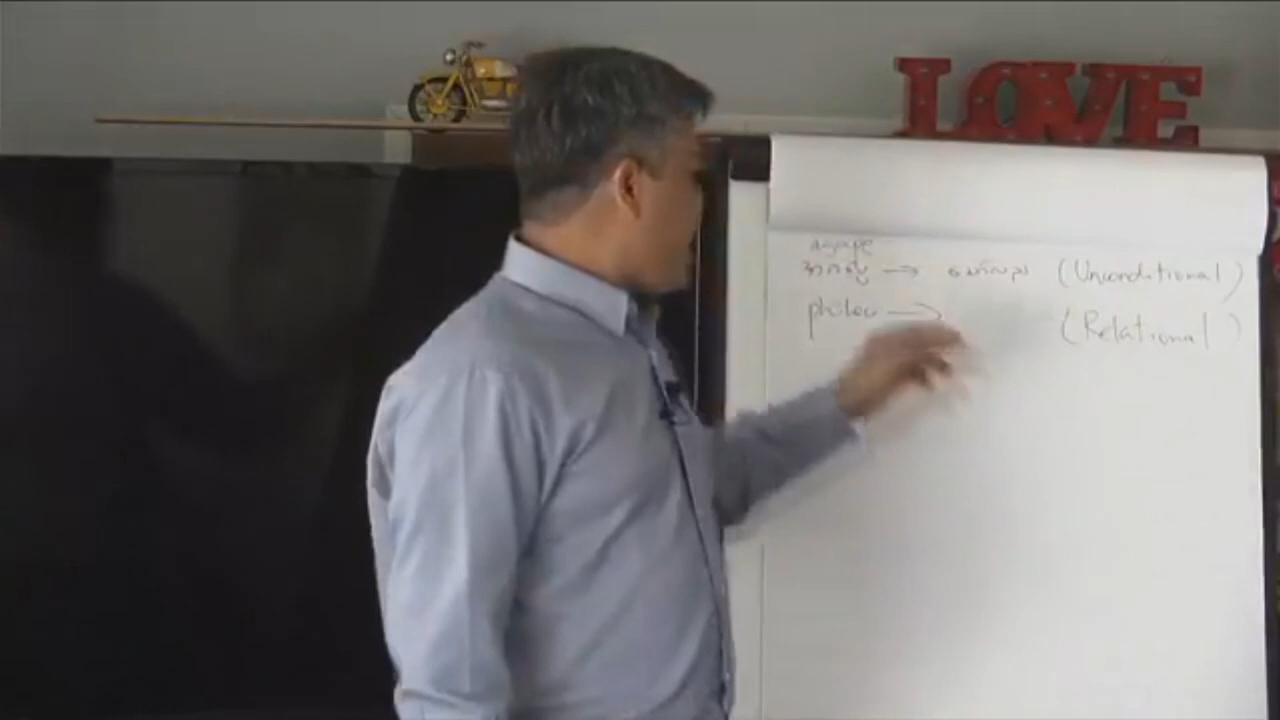 LOVE
agape
→ (Unconditional)
phileo → (Relational)